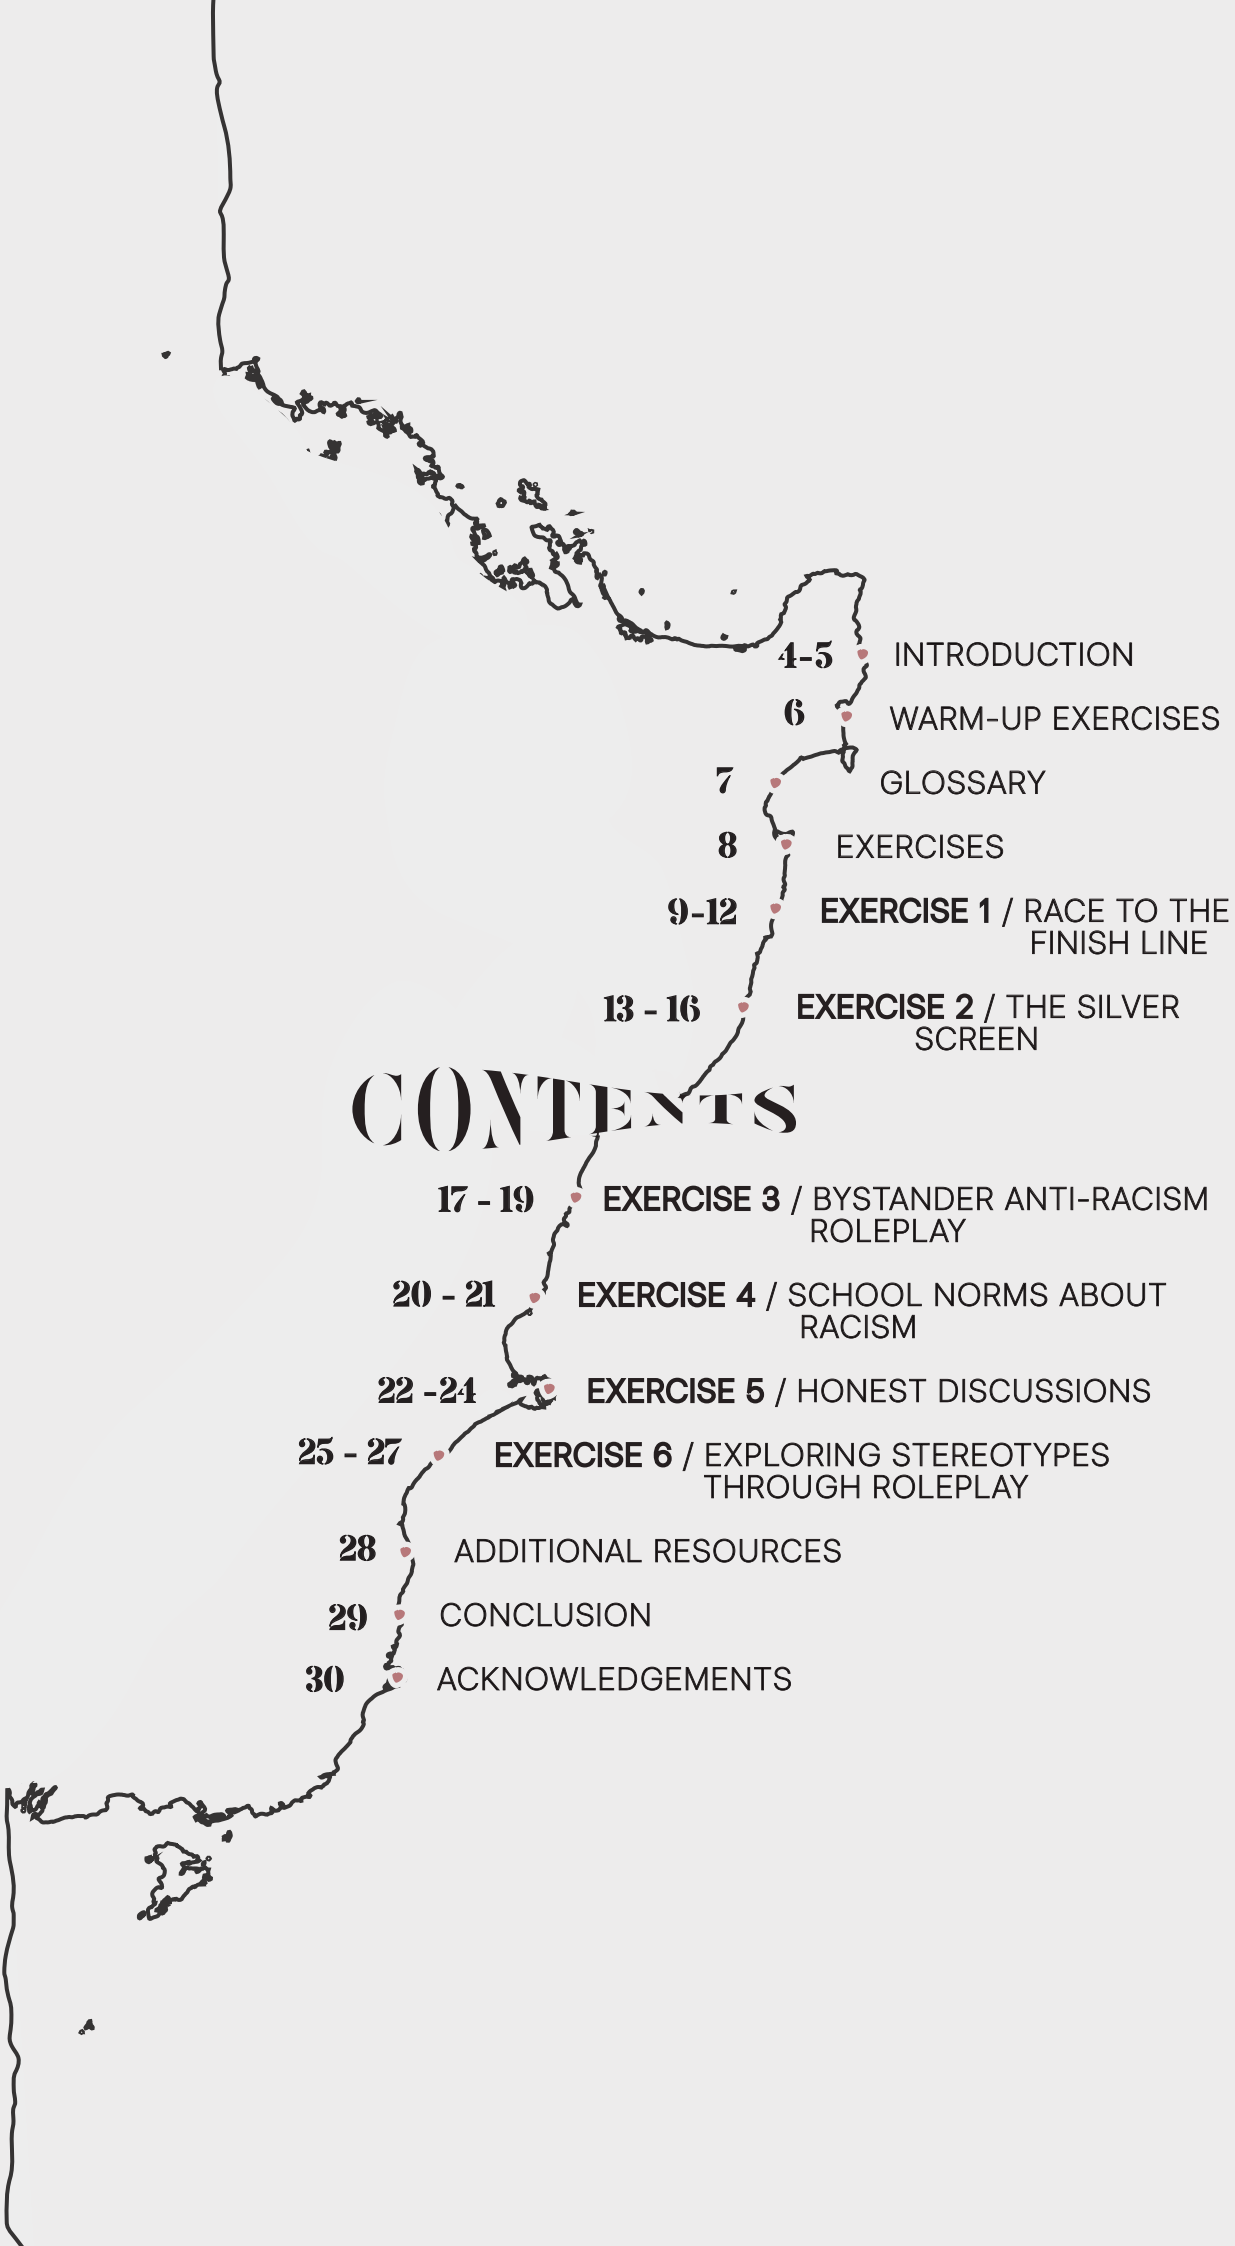 4-5 INTRODUCTION
6 WARM-UP EXERCISES
7 GLOSSARY
8 EXERCISES
9-12 EXERCISE 1 / RACE TO THE
FINISH LINE
13 - 16 EXERCISE 2 / THE SILVER
SCREEN
CONTENTS
17 - 19 EXERCISE 3 / BYSTANDER ANTI-RACISM
ROLEPLAY
20 - 21 EXERCISE 4 / SCHOOL NORMS ABOUT
RACISM
22 -24 EXERCISE 5 / HONEST DISCUSSIONS
25 - 27 EXERCISE 6 / EXPLORING STEREOTYPES
THROUGH ROLEPLAY
28 ADDITIONAL RESOURCES
29 CONCLUSION
30 ACKNOWLEDGEMENTS